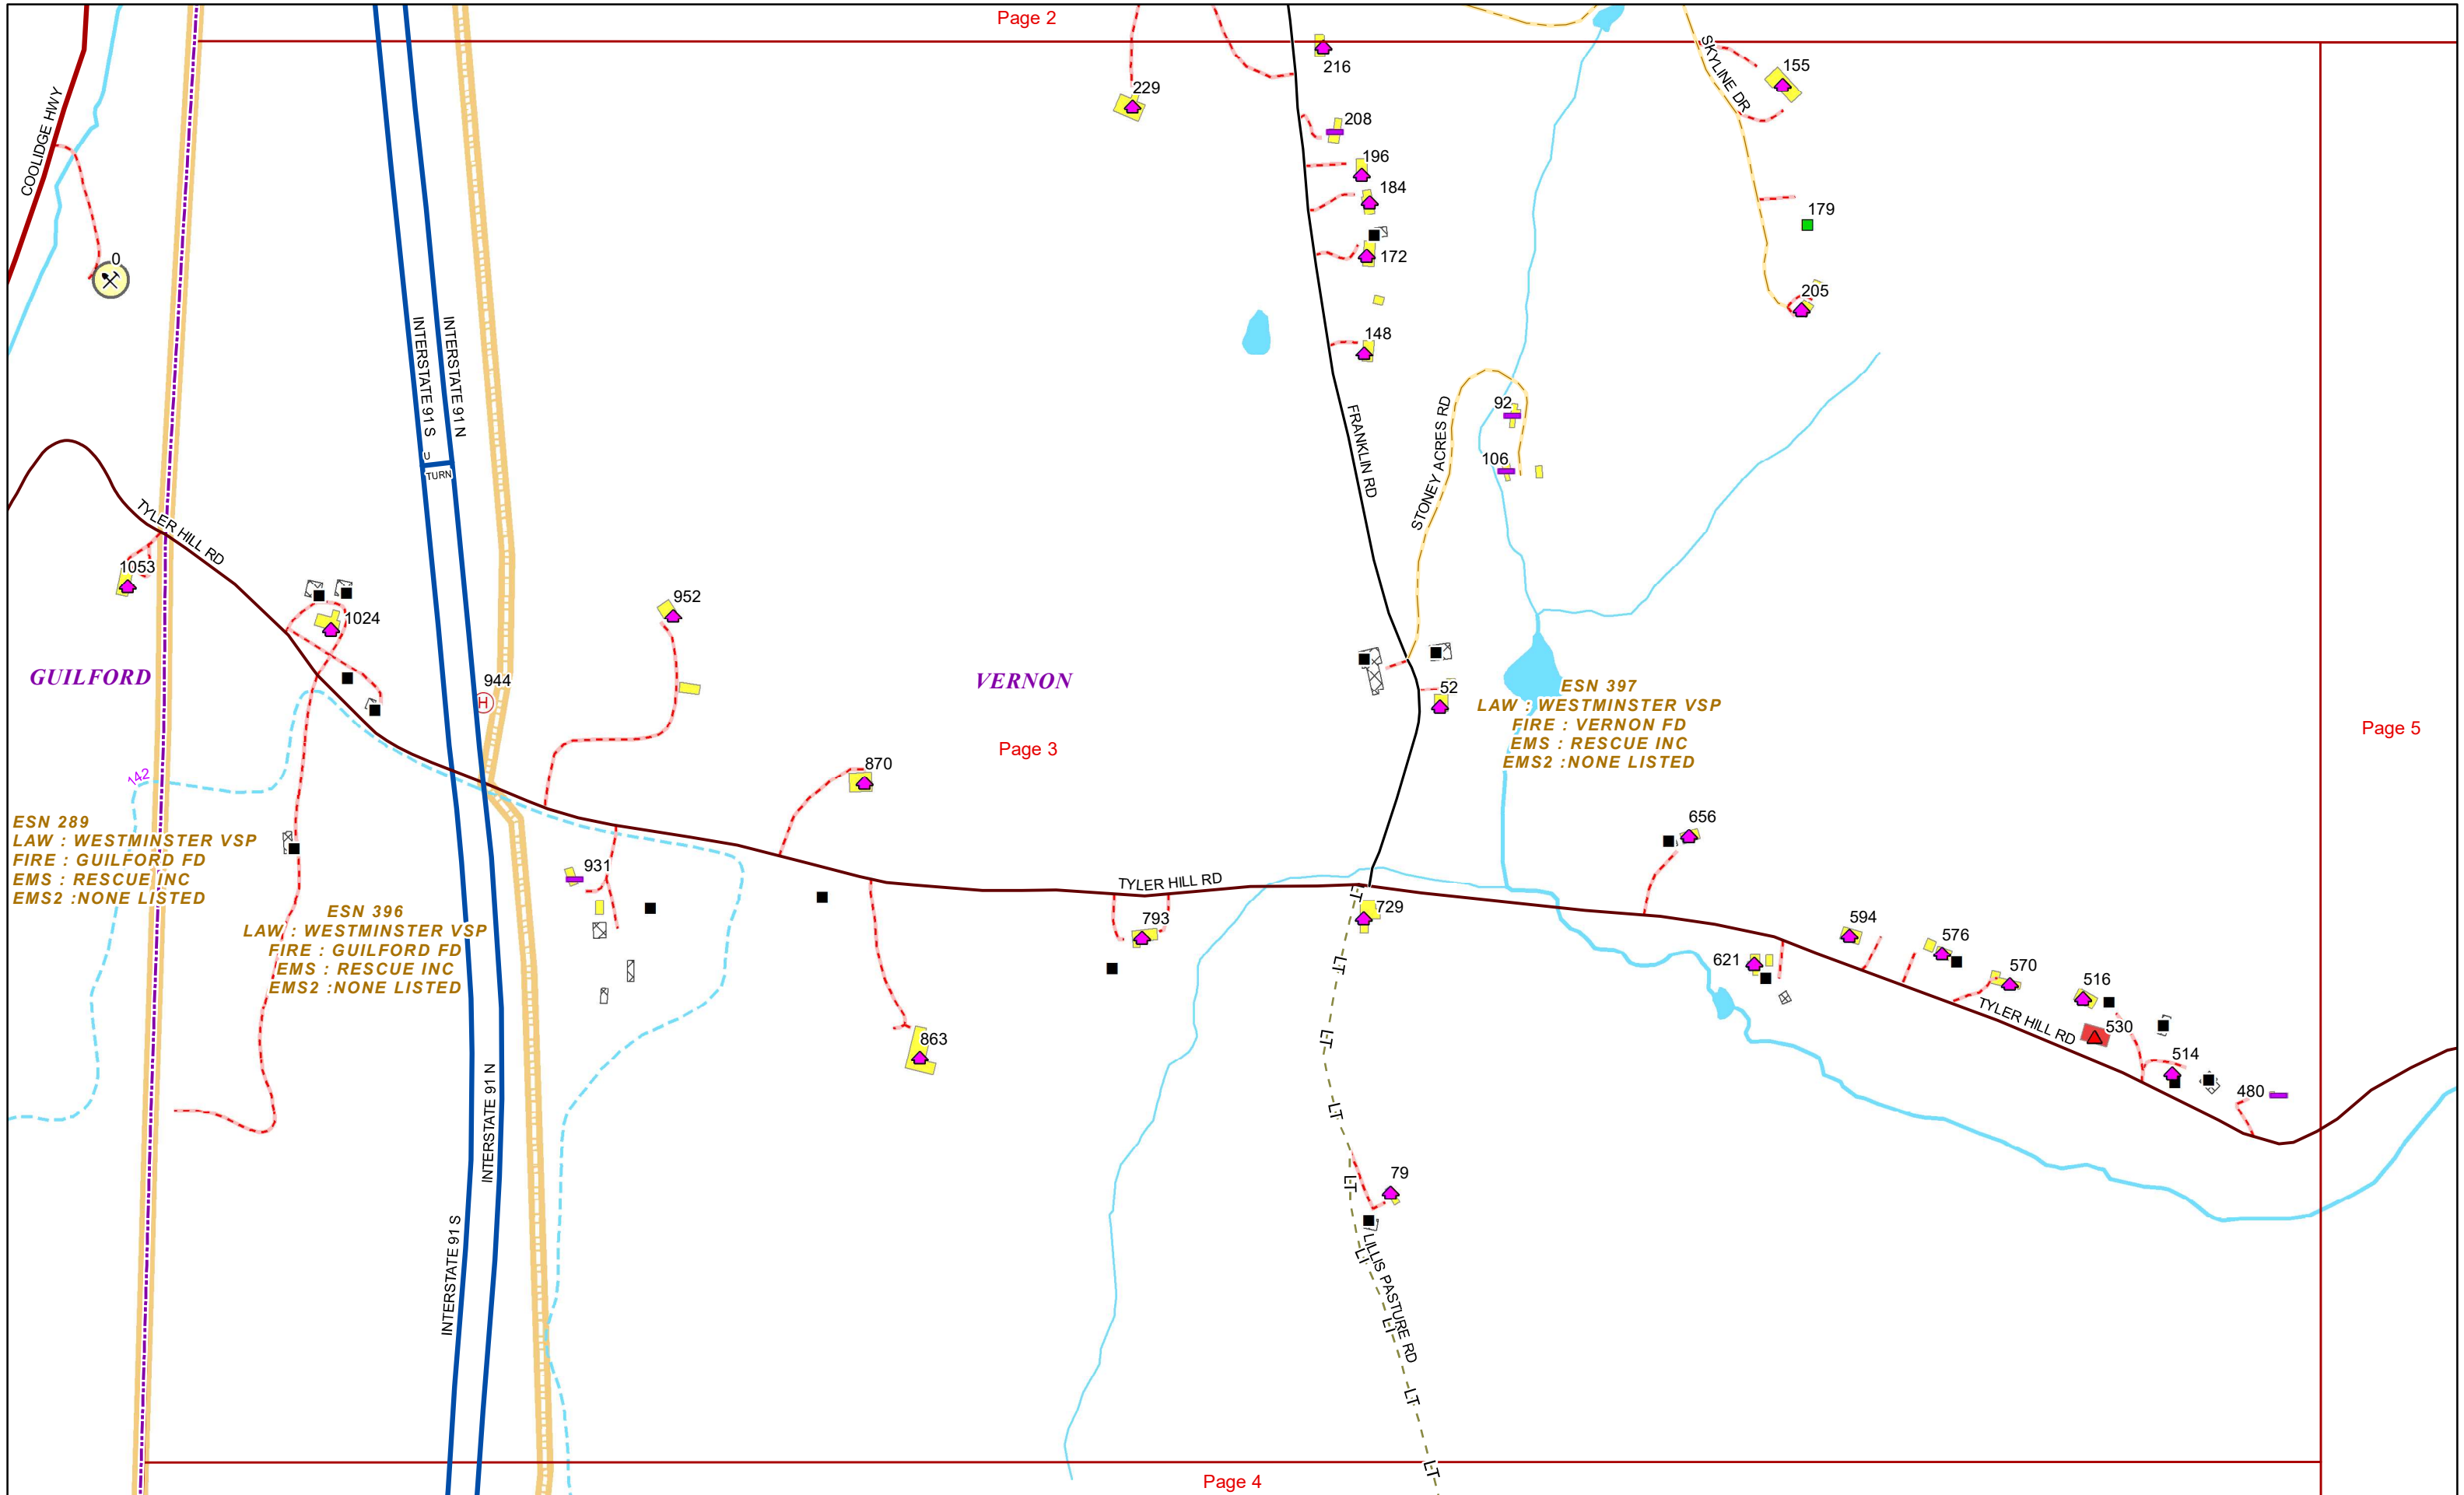 Page 2
COOLIDGE HWY
SKYLINE DR
216
155
229
208
196
184
179
172
0
205
148
INTERSTATE 91 S
INTERSTATE 91 N
FRANKLIN RD
STONEY ACRES RD
92
106
U
TURN
TYLER HILL RD
1053
1024
952
GUILFORD
944
VERNON
52
ESN 397
LAW : WESTMINSTER VSP
FIRE : VERNON FD
EMS : RESCUE INC
EMS2 :NONE LISTED
Page 3
Page 5
142
870
656
ESN 289
LAW : WESTMINSTER VSP
FIRE : GUILFORD FD
EMS : RESCUE INC
EMS2 :NONE LISTED
931
TYLER HILL RD
LT
729
793
594
ESN 396
LAW : WESTMINSTER VSP
FIRE : GUILFORD FD
EMS : RESCUE INC
EMS2 :NONE LISTED
576
621
LT
570
516
TYLER HILL RD
530
863
LT
514
480
INTERSTATE 91 N
LT
79
LT
INTERSTATE 91 S
LT
LILLIS PASTURE RD
LT
LT
LT
Page 4
H